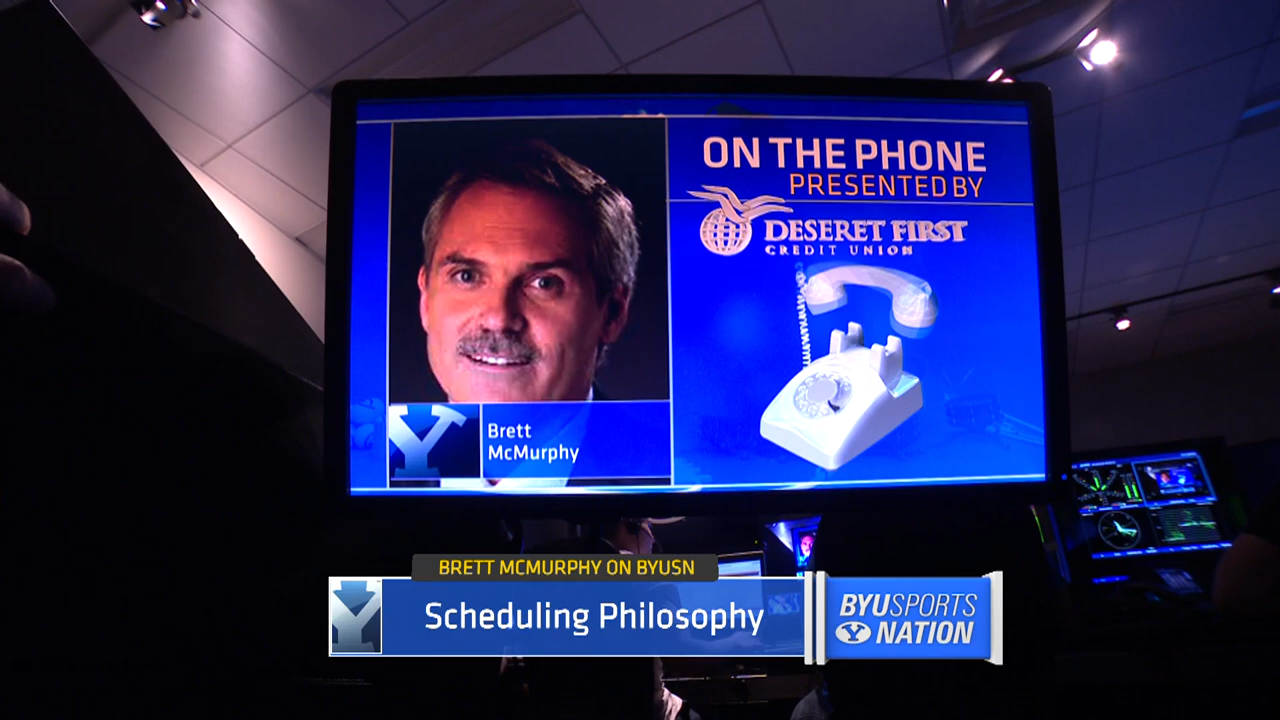 ON THE PHONE
PRESENTED BY
DESERET FIRST
CREDIT UNION
Brett
McMurphy
BRETT MCMURPHY ON BYUSN
Scheduling Philosophy
BYUSPORTS
NATION